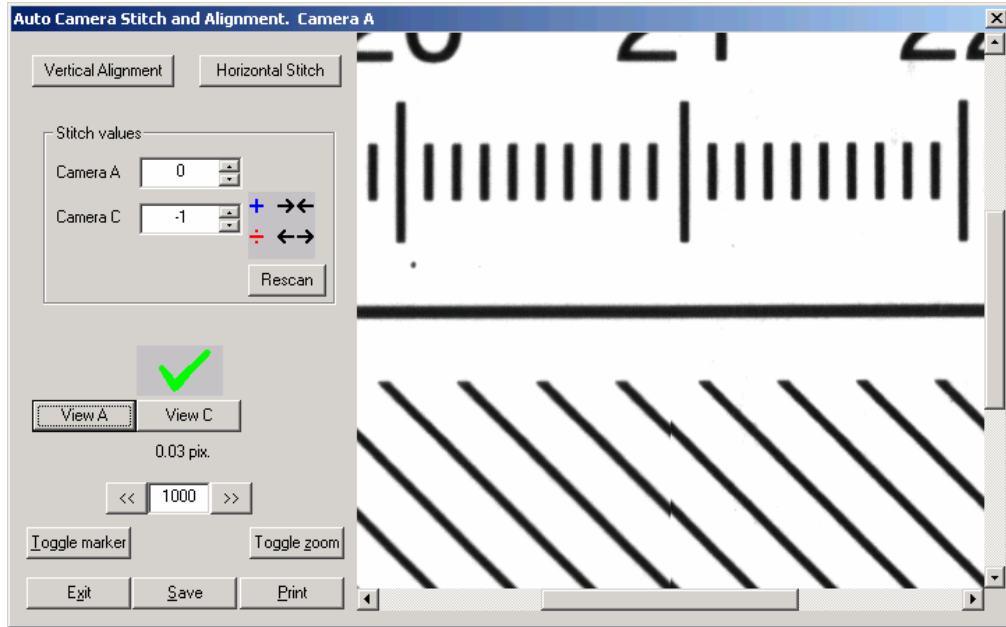 Auto Camera Stitch and Alignment. Camera A
Vertical Alignment Horizontal Stitch
Stitch values
Camera A 0
Camera C -1
Rescan
View A View C
0.03 pix.
<< 1000 >>
Toggle marker Toggle zoom
Exit Save Print
20 21 22